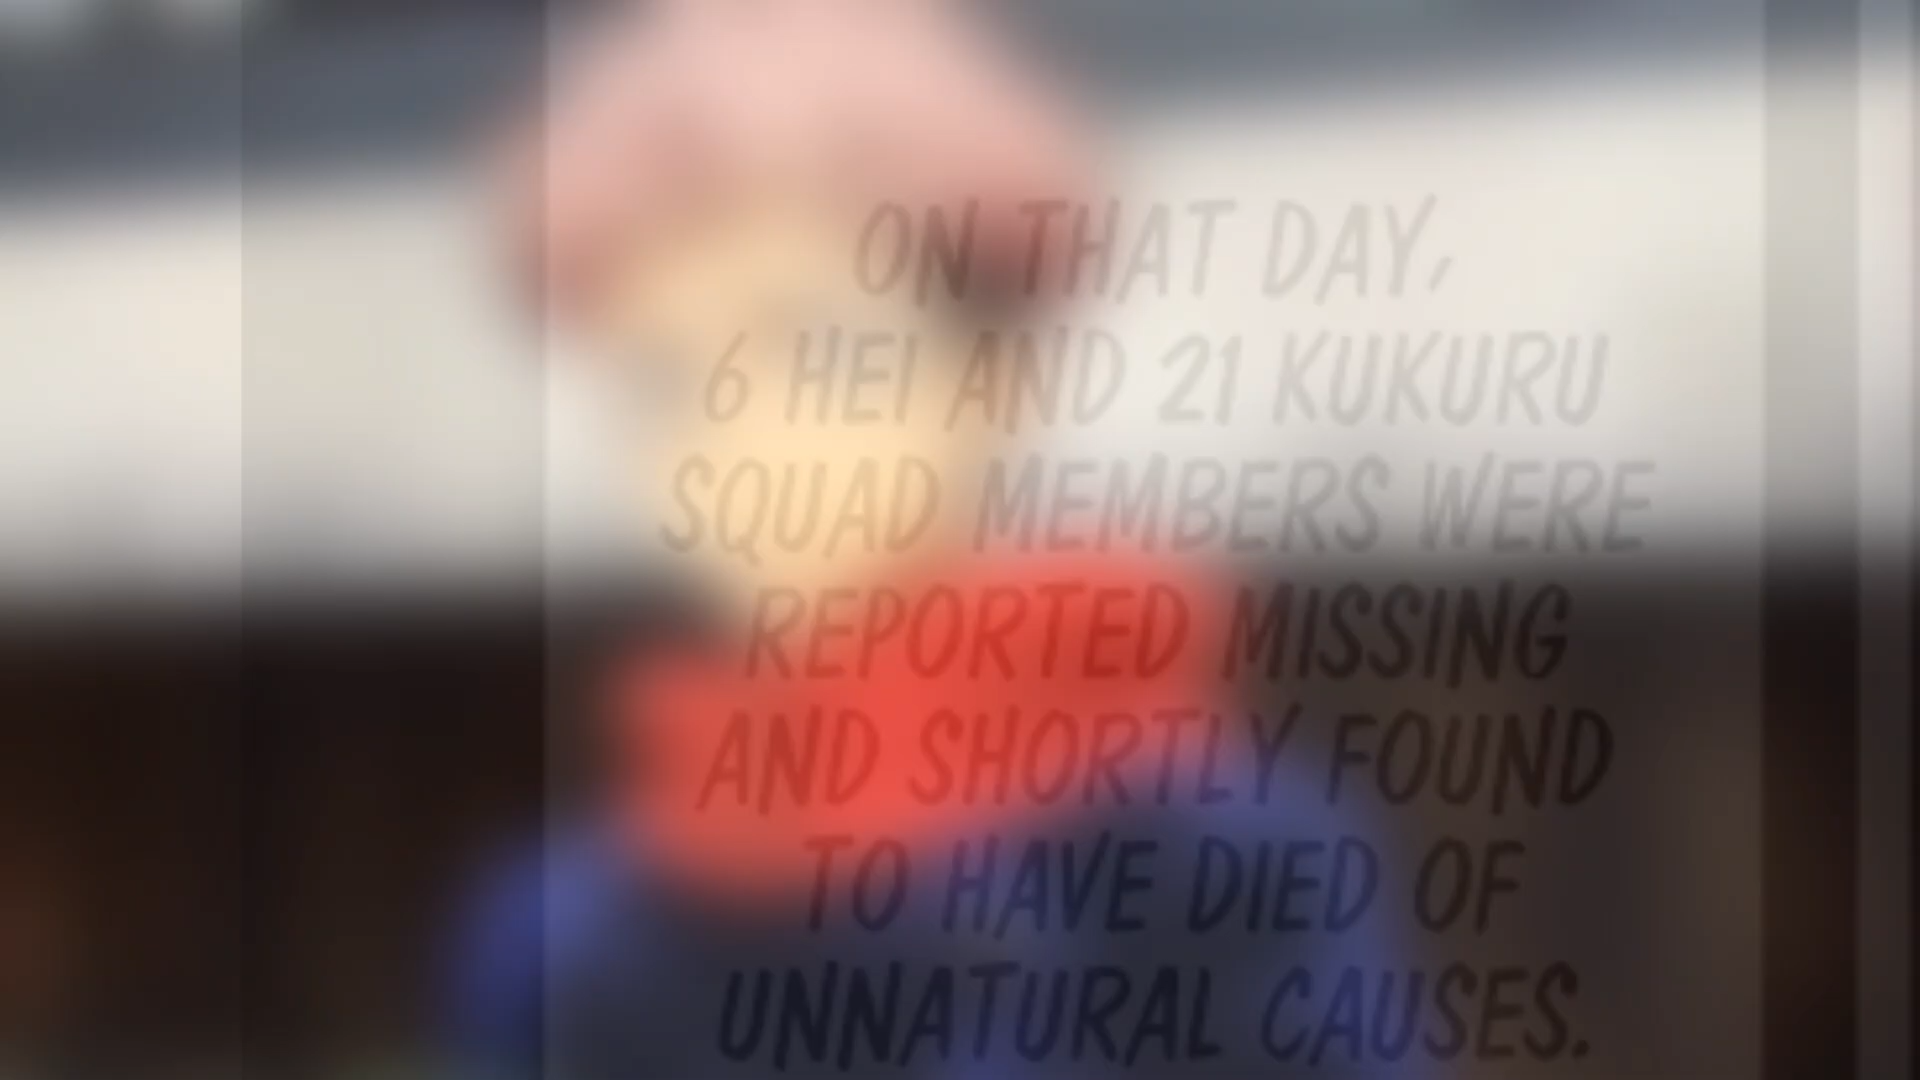 ON THAT DAY,
6 HEI AND 21 KUKURU
SQUAD MEMBERS WERE
REPORTED MISSING
AND SHORTLY FOUND
TO HAVE DIED OF
UNNATURAL CAUSES.